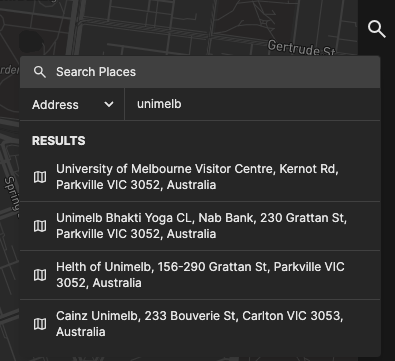 Gertrude St
Search Places
Address
unimelb
RESULTS
University of Melbourne Visitor Centre, Kernot Rd,
Parkville VIC 3052, Australia
Unimelb Bhakti Yoga CL, Nab Bank, 230 Grattan St,
Parkville VIC 3052, Australia
Helth of Unimelb, 156-290 Grattan St, Parkville VIC
3052, Australia
Cainz Unimelb, 233 Bouverie St, Carlton VIC 3053,
Australia